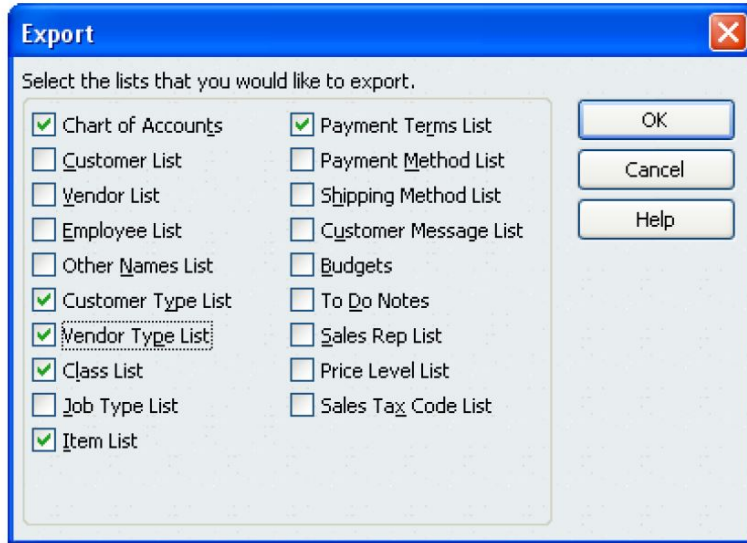 Export
Select the lists that you would like to export.
Chart of Accounts
Customer List
Vendor List
Employee List
Other Names List
Customer Type List
Vendor Type List
Class List
Job Type List
Item List
Payment Terms List
Payment Method List
Shipping Method List
Customer Message List
Budgets
To Do Notes
Sales Rep List
Price Level List
Sales Tax Code List
OK
Cancel
Help